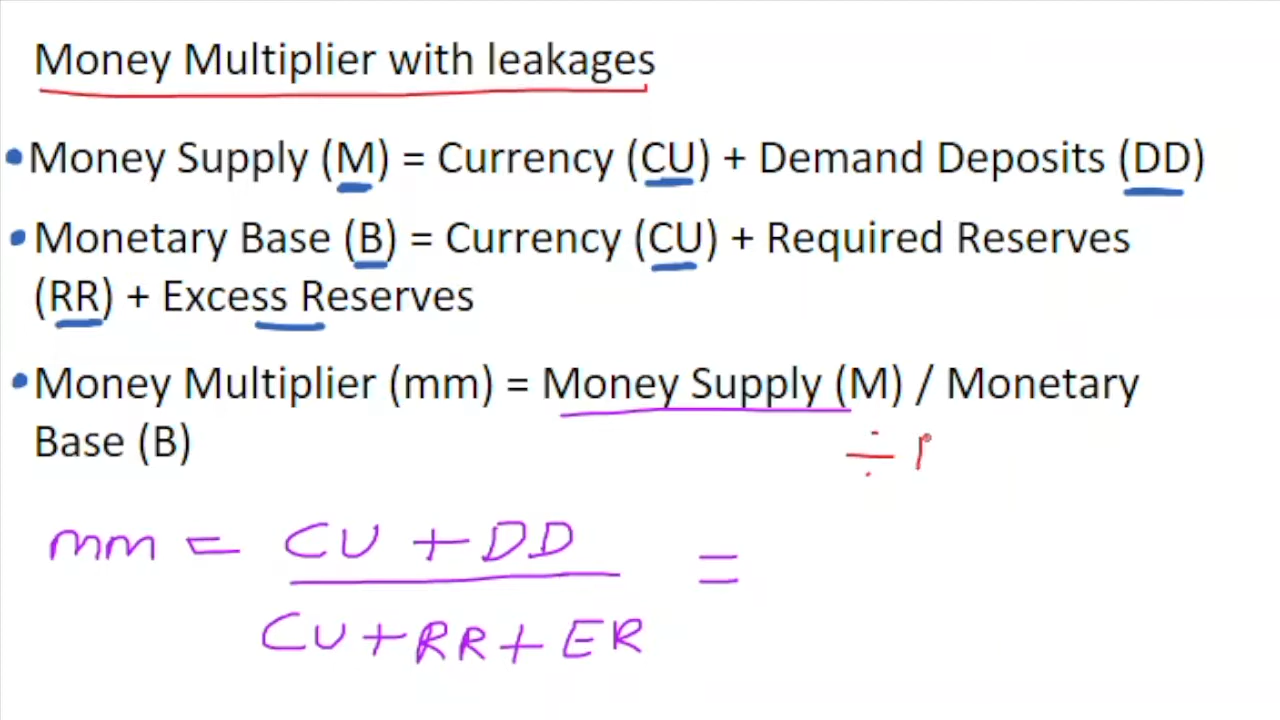 Money Multiplier with leakages
•Money Supply (M) = Currency (CU) + Demand Deposits (DD)
•Monetary Base (B) = Currency (CU) + Required Reserves
(RR) + Excess Reserves
•Money Multiplier (mm) = Money Supply (M) / Monetary
Base (B)
÷
mm = CU + DD =
CU + RR + ER